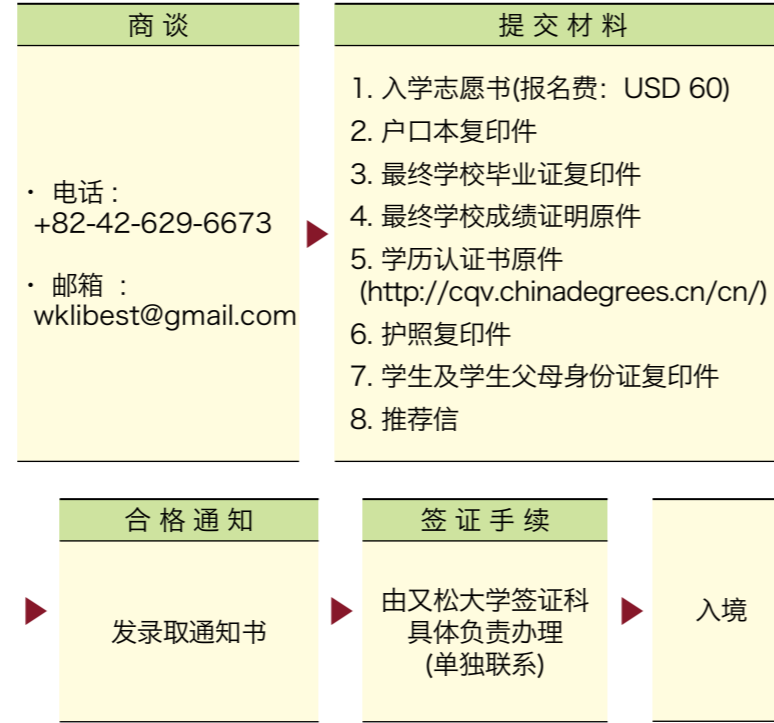 商谈
· 电话：
+82-42-629-6673
· 邮箱 ：
wklibest@gmail.com
提交材料
1. 入学志愿书(报名费：USD 60)
2. 户口本复印件
3. 最终学校毕业证复印件
4. 最终学校成绩证明原件
5. 学历认证书原件
(http://cqv.chinadegrees.cn/cn/)
6. 护照复印件
7. 学生及学生父母身份证复印件
8. 推荐信
合格通知
发录取通知书
签证手续
由又松大学签证科
具体负责办理
(单独联系)
入境